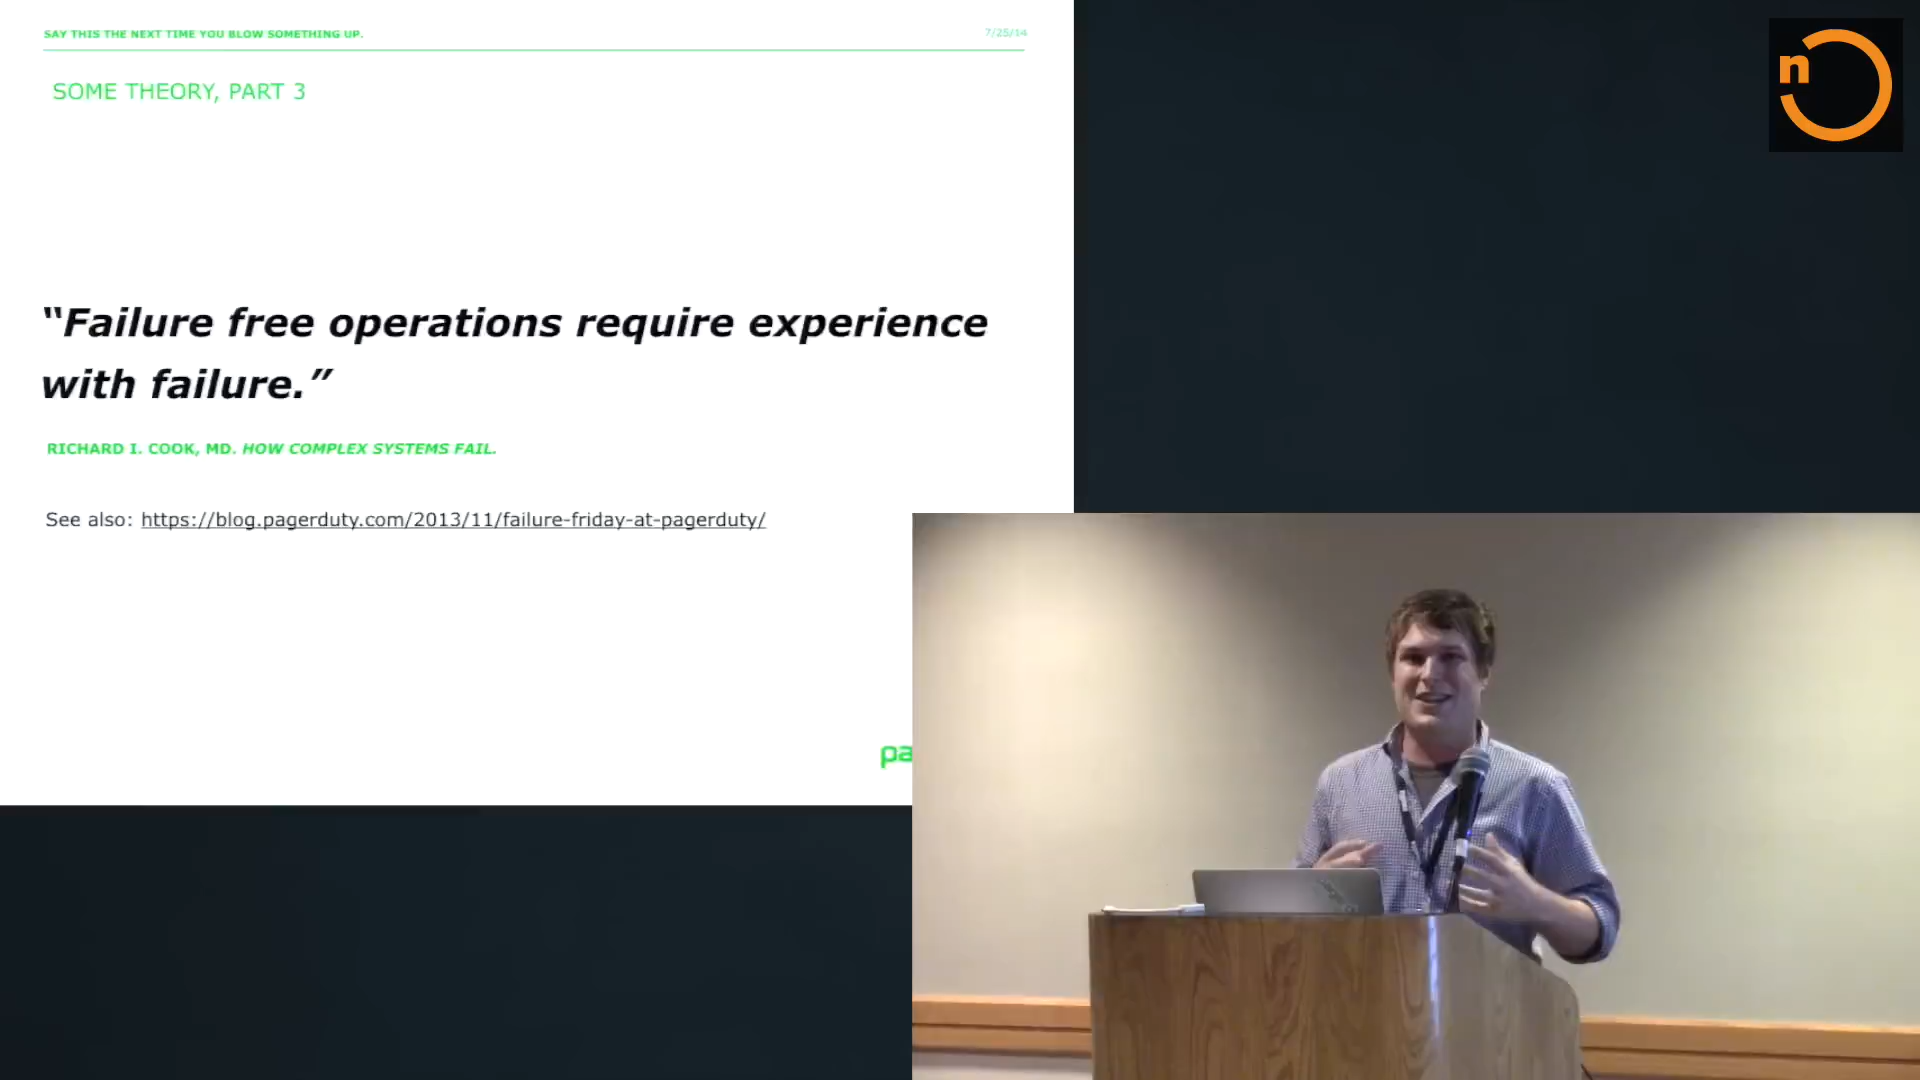 SAY THIS THE NEXT TIME YOU BLOW SOMETHING UP.
7/25/14
SOME THEORY, PART 3
“Failure free operations require experience
with failure.”
RICHARD I. COOK, MD. HOW COMPLEX SYSTEMS FAIL.
See also: https://blog.pagerduty.com/2013/11/failure-friday-at-pagerduty/
pa
n